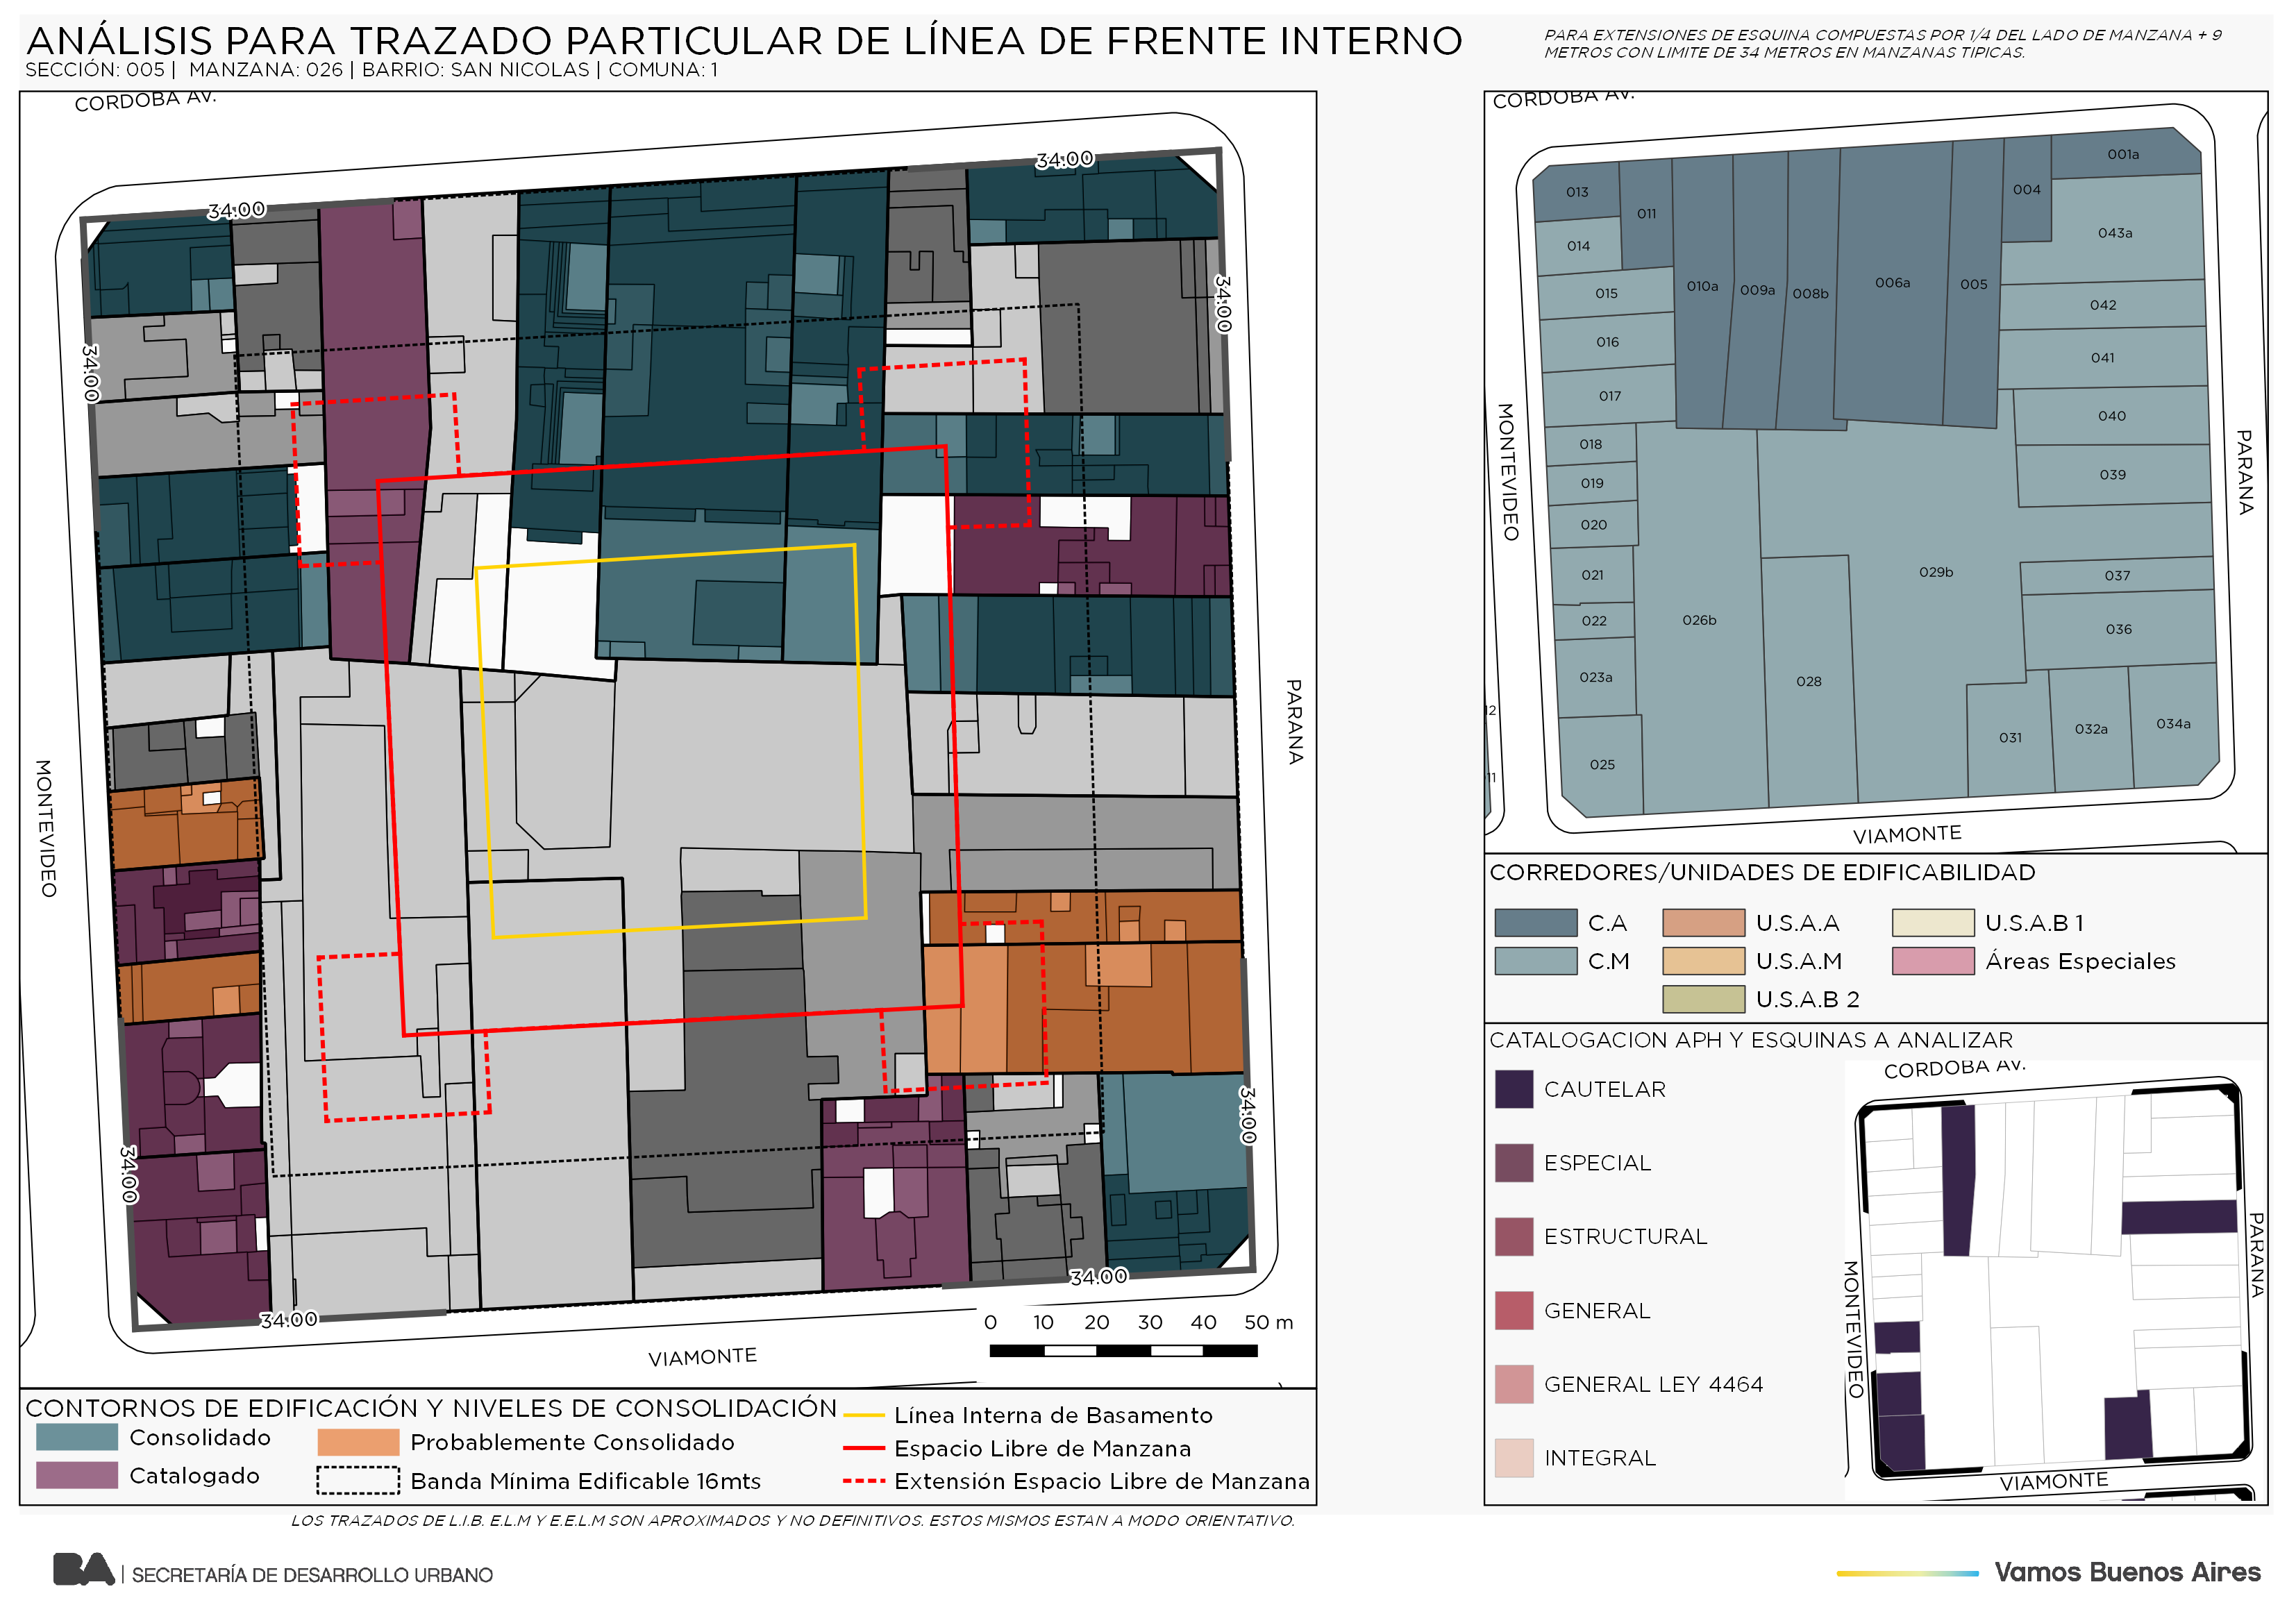 ANÁLISIS PARA TRAZADO PARTICULAR DE LÍNEA DE FRENTE INTERNO
SECCIÓN: 005 | MANZANA: 026 | BARRIO: SAN NICOLAS | COMUNA: 1
PARA EXTENSIONES DE ESQUINA COMPUESTAS POR 1/4 DEL LADO DE MANZANA + 9
METROS CON LIMITE DE 34 METROS EN MANZANAS TIPICAS.
CORDOBA AV.
34.00
34.00
34.00
34.00
MONTEVIDEO
PARANA
34.00
34.00
34.00
34.00
VIAMONTE
0 10 20 30 40 50 m
CONTORNOS DE EDIFICACIÓN Y NIVELES DE CONSOLIDACIÓN
Consolidado
Catalogado
Probablemente Consolidado
Banda Mínima Edificable 16mts
Línea Interna de Basamento
Espacio Libre de Manzana
Extensión Espacio Libre de Manzana
CORDOBA AV.
001a
013
004
011
043a
014
010a
009a
008b
006a
005
015
042
016
041
017
040
018
039
019
020
021
029b
037
022
026b
036
023a
028
025
031
032a
034a
MONTEVIDEO
PARANA
12
11
VIAMONTE
CORREDORES/UNIDADES DE EDIFICABILIDAD
C.A
C.M
U.S.A.A
U.S.A.M
U.S.A.B 2
U.S.A.B 1
Áreas Especiales
CATALOGACION APH Y ESQUINAS A ANALIZAR
CAUTELAR
ESPECIAL
ESTRUCTURAL
GENERAL
GENERAL LEY 4464
INTEGRAL
CORDOBA AV.
MONTEVIDEO
PARANA
VIAMONTE
LOS TRAZADOS DE L.I.B. E.L.M Y E.E.L.M SON APROXIMADOS Y NO DEFINITIVOS. ESTOS MISMOS ESTAN A MODO ORIENTATIVO.
BA | SECRETARÍA DE DESARROLLO URBANO
Vamos Buenos Aires